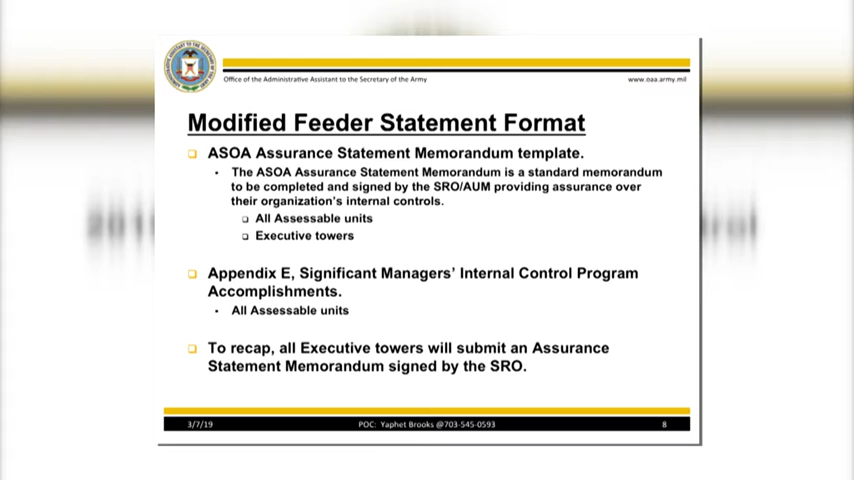 Office of the Administrative Assistant to the Secretary of the Army
www.oaa.army.mil
Modified Feeder Statement Format
ASOA Assurance Statement Memorandum template.
The ASOA Assurance Statement Memorandum is a standard memorandum
to be completed and signed by the SRO/AUM providing assurance over
their organization's internal controls.
All Assessable units
Executive towers
Appendix E, Significant Managers' Internal Control Program
Accomplishments.
All Assessable units
To recap, all Executive towers will submit an Assurance
Statement Memorandum signed by the SRO.
3/7/19
POC: Yaphet Brooks @703-545-0593
8